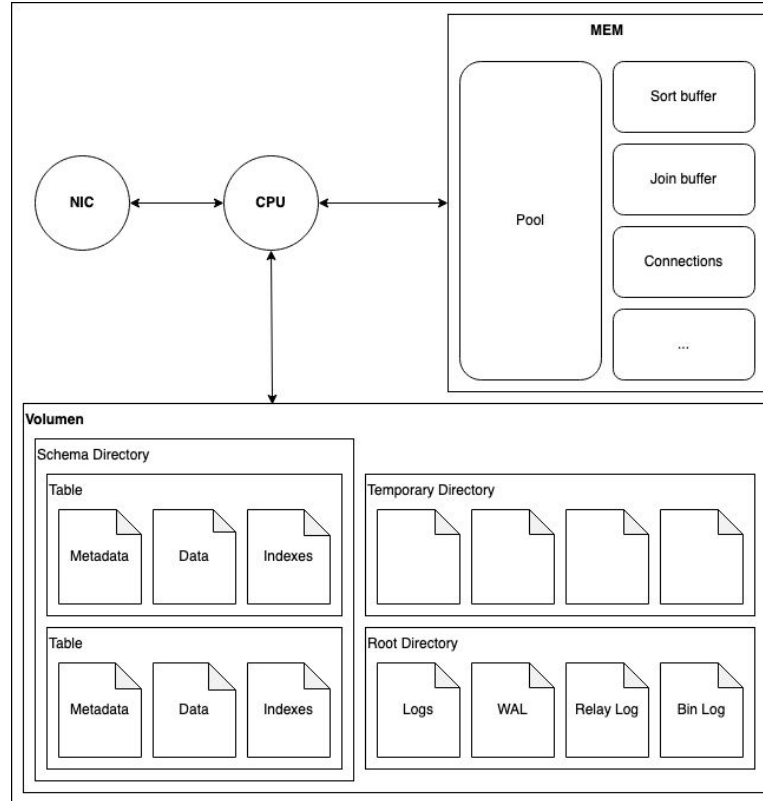 MEM
Pool
Sort buffer
Join buffer
Connections
...
NIC
CPU
Volumen
Schema Directory
Table
Metadata
Data
Indexes
Table
Metadata
Data
Indexes
Temporary Directory
Root Directory
Logs
WAL
Relay Log
Bin Log